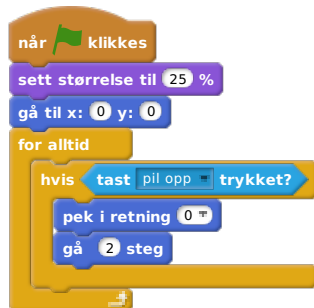 når klikkes
sett størrelse til 25 %
gå til x: 0 y: 0
for alltid
hvis tast pil opp trykket?
pek i retning 0
gå 2 steg